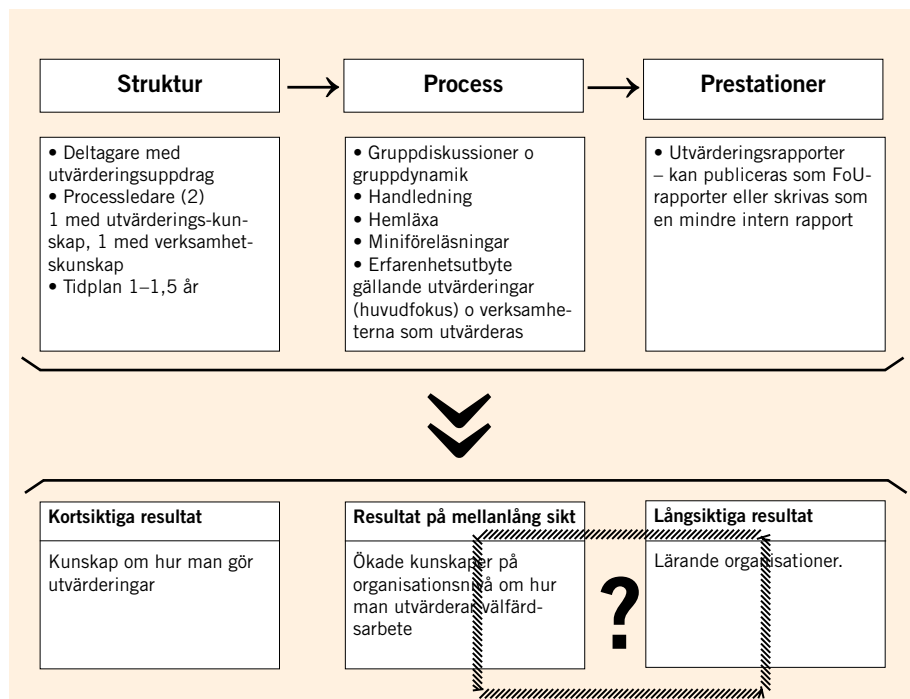 Struktur
Process
Prestationer
• Deltagare med
utvärderingsuppdrag
• Processledare (2)
1 med utvärderings-kun-
skap, 1 med verksamhet-
skunskap
• Tidplan 1–1,5 år
• Gruppdiskussioner o
gruppdynamik
• Handledning
• Hemläxa
• Miniföreläsningar
• Erfarenhetsutbyte
gällande utvärderingar
(huvudfokus) o verksamhe-
terna som utvärderas
• Utvärderingsrapporter
– kan publiceras som FoU-
rapporter eller skrivas som
en mindre intern rapport
Kortsiktiga resultat
Kunskap om hur man gör
utvärderingar
Resultat på mellanlång sikt
Ökade kunskaper på
organisationsnivå om hur
man utvärderar välfärd-
sarbete
?
Långsiktiga resultat
Lärande organisationer.